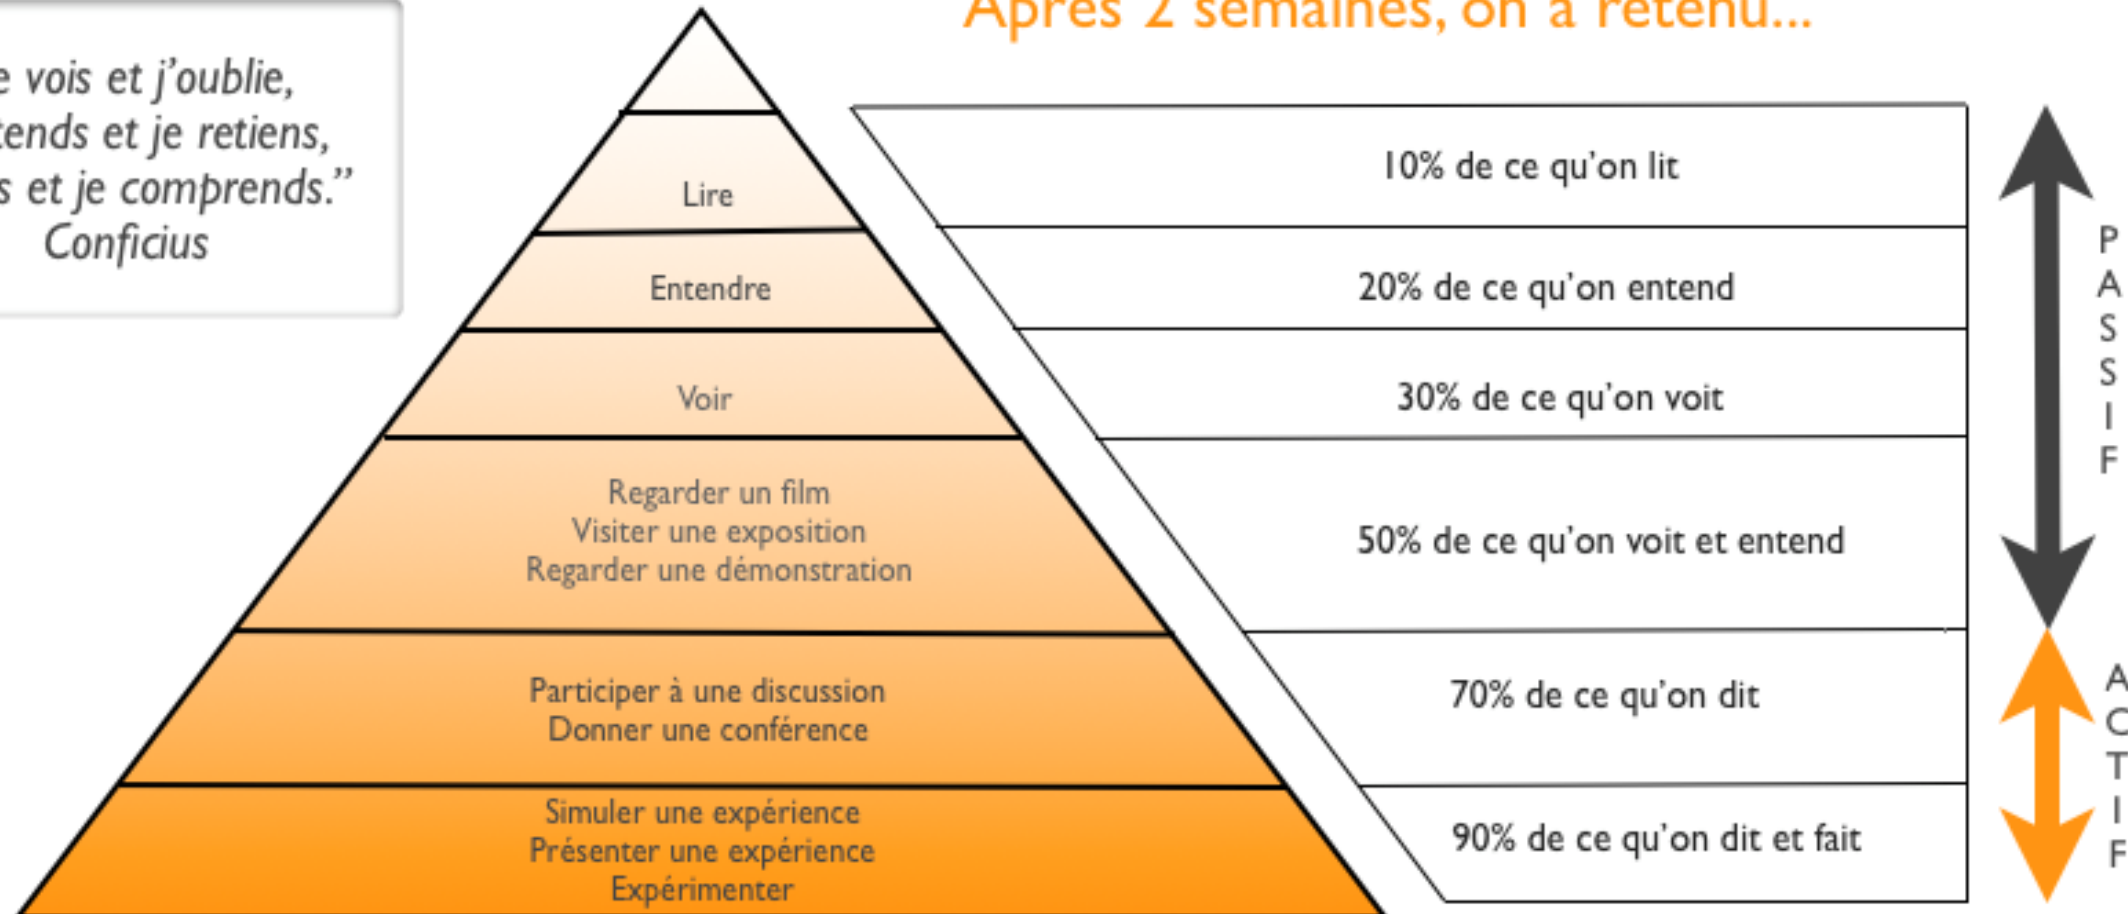 Après 2 semaines, on a retenu...
vois et j’oublie,
et je retiens,
et je comprends.”
Conficius
Lire
Entendre
Voir
Regarder un film
Visiter une exposition
Regarder une démonstration
Participer à une discussion
Donner une conférence
Simuler une expérience
Présenter une expérience
Expérimenter
10% de ce qu’on lit
20% de ce qu’on entend
30% de ce qu’on voit
50% de ce qu’on voit et entend
70% de ce qu’on dit
90% de ce qu’on dit et fait
PASSIF
ACTIF